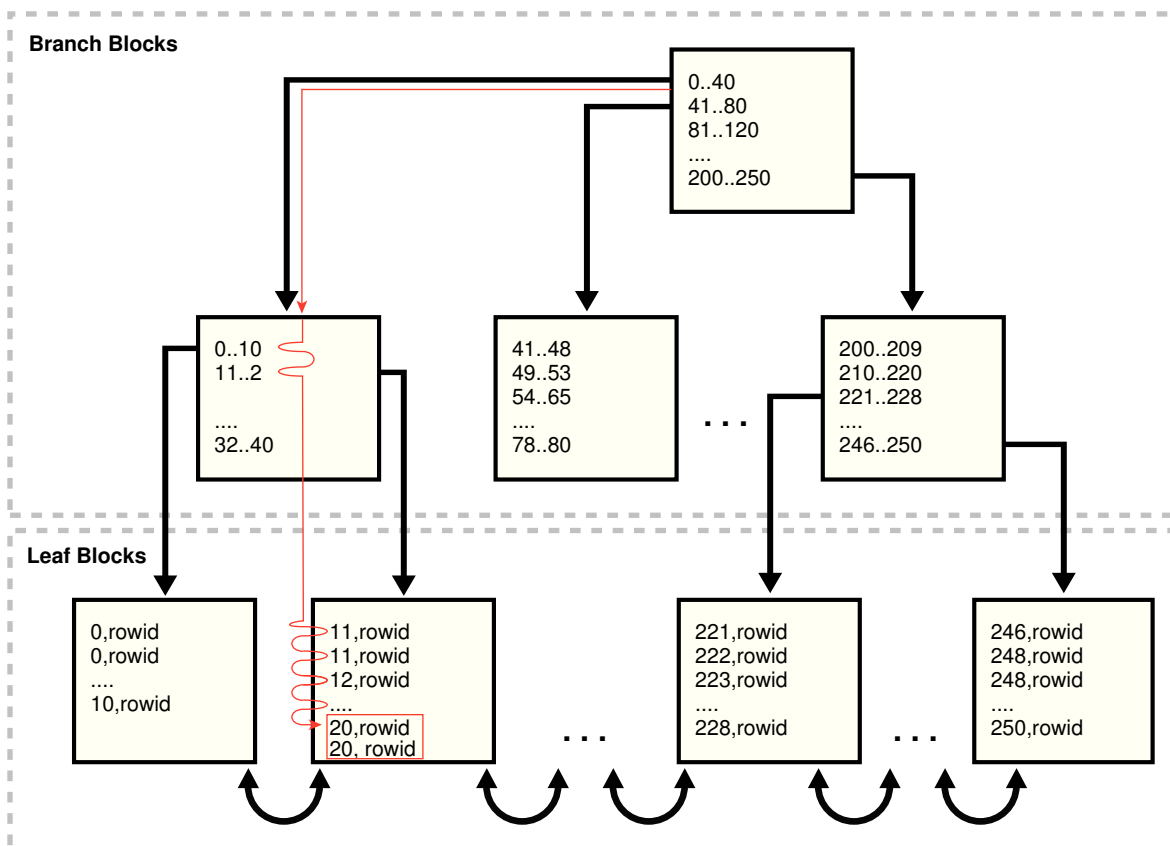 Branch Blocks
0..40
41..80
81..120
....
200..250
0..10
11..2
....
32..40
41..48
49..53
54..65
....
78..80
...
200..209
210..220
221..228
....
246..250
Leaf Blocks
0,rowid
0,rowid
....
10,rowid
11,rowid
11,rowid
12,rowid
....
20,rowid
20, rowid
...
221,rowid
222,rowid
223,rowid
....
228,rowid
...
246,rowid
248,rowid
248,rowid
....
250,rowid